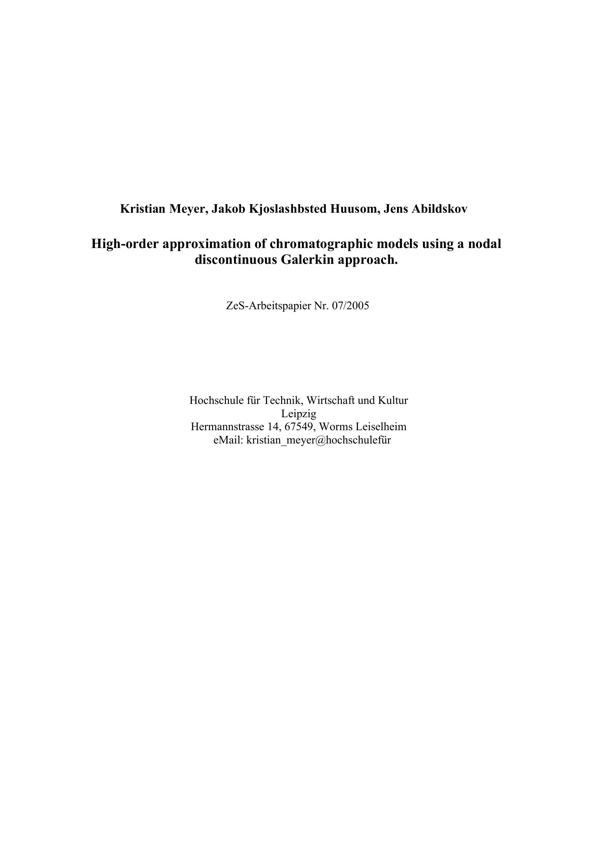 Kristian Meyer, Jakob Kjoslashbsted Huusom, Jens Abildskov
High-order approximation of chromatographic models using a nodal
discontinuous Galerkin approach.
ZeS-Arbeitspapier Nr. 07/2005
Hochschule für Technik, Wirtschaft und Kultur
Leipzig
Hermannstrasse 14, 67549, Worms Leiselheim
eMail: kristian_meyer@hochschulefür